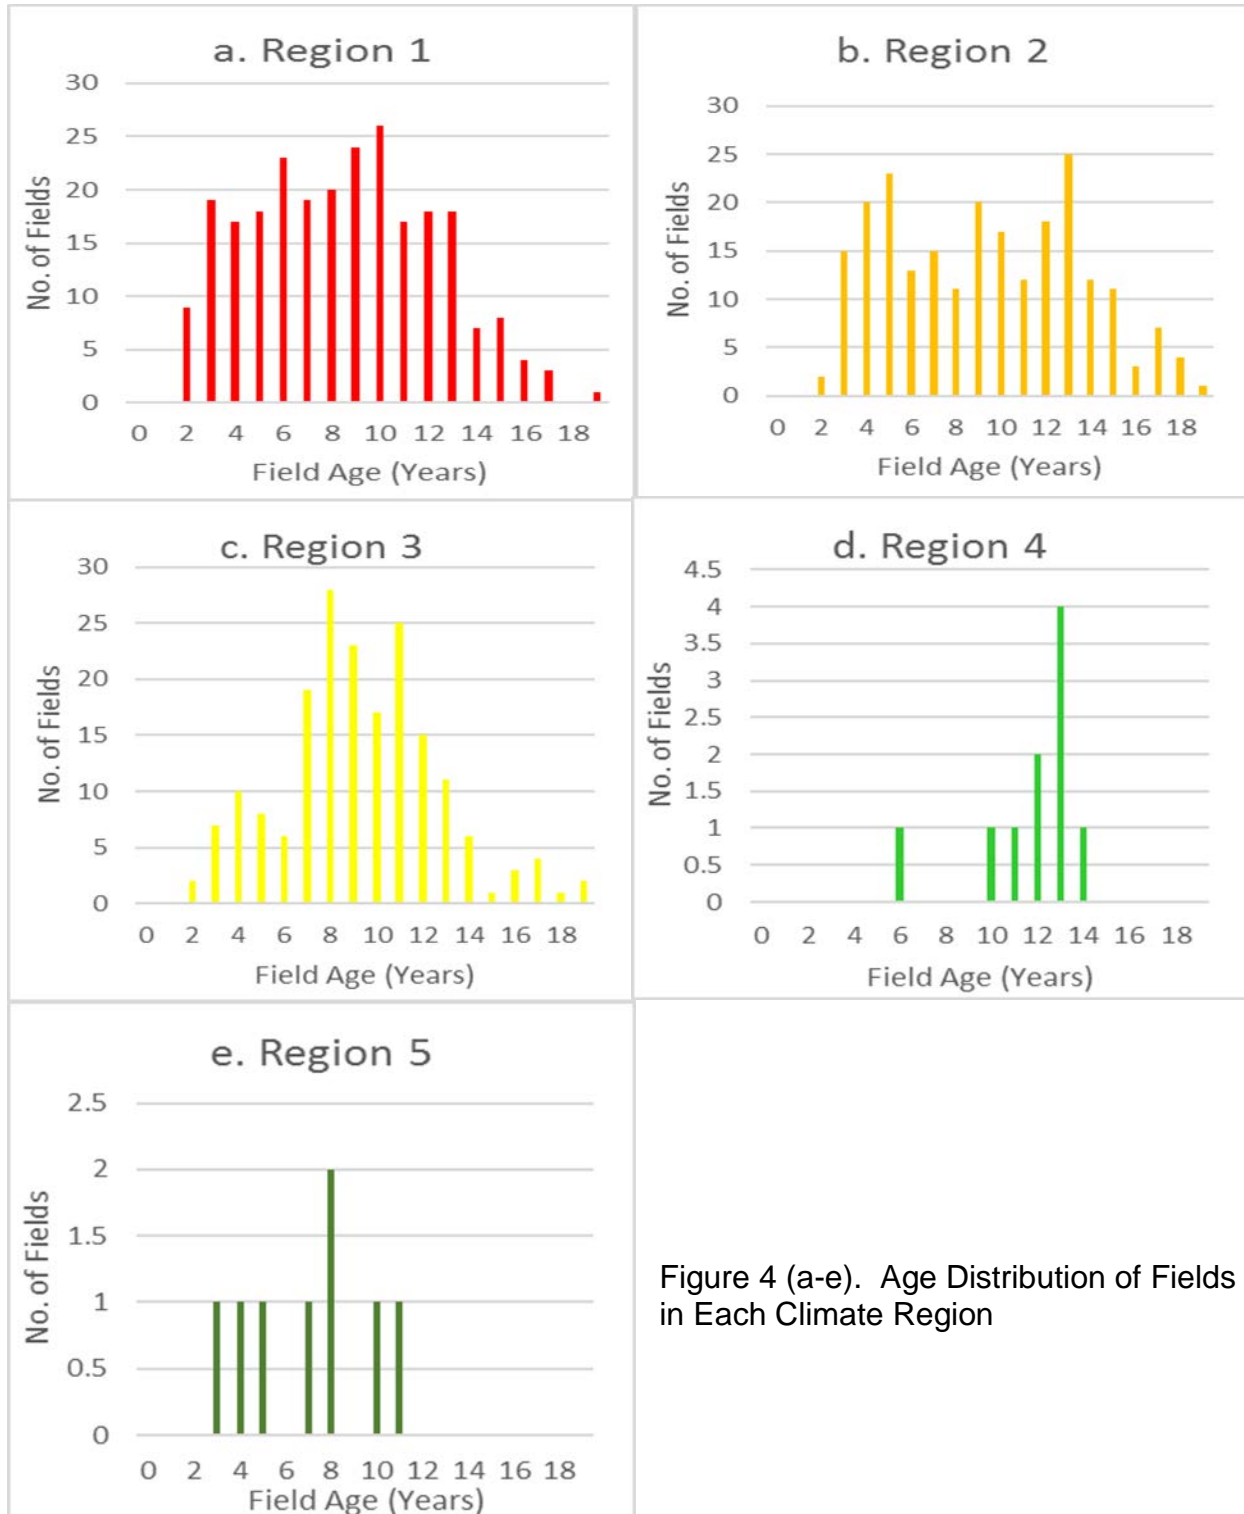 a. Region 1
30
25
20
15
10
5
0
No. of Fields
0 2 4 6 8 10 12 14 16 18
Field Age (Years)
b. Region 2
30
25
20
15
10
5
0
No. of Fields
0 2 4 6 8 10 12 14 16 18
Field Age (Years)
c. Region 3
30
25
20
15
10
5
0
No. of Fields
0 2 4 6 8 10 12 14 16 18
Field Age (Years)
d. Region 4
4.5
4
3.5
3
2.5
2
1.5
1
0.5
0
No. of Fields
0 2 4 6 8 10 12 14 16 18
Field Age (Years)
e. Region 5
2.5
2
1.5
1
0.5
0
No. of Fields
0 2 4 6 8 10 12 14 16 18
Field Age (Years)
Figure 4 (a-e). Age Distribution of Fields
in Each Climate Region